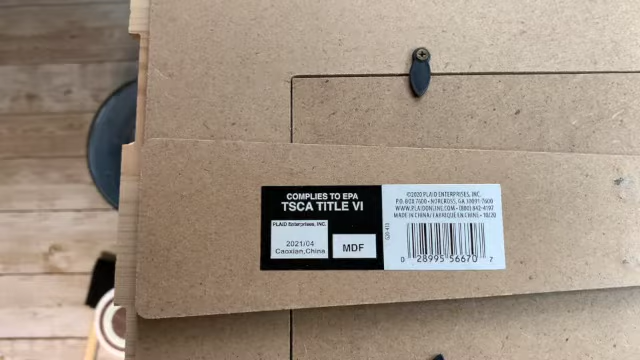 COMPLIES TO EPA
TSCA TITLE VI
PLAID Enterprises, INC.
2021/04
Caoxian,China
MDF
©2020 PLAID ENTERPRISES, INC.
P.O. BOX 7600 • NORCROSS, GA 30091-7600
WWW.PLAIDONLINE.COM • (800) 842-4197
MADE IN CHINA / FABRIQUÉ EN CHINE • 10/20
0 28995 56670 7